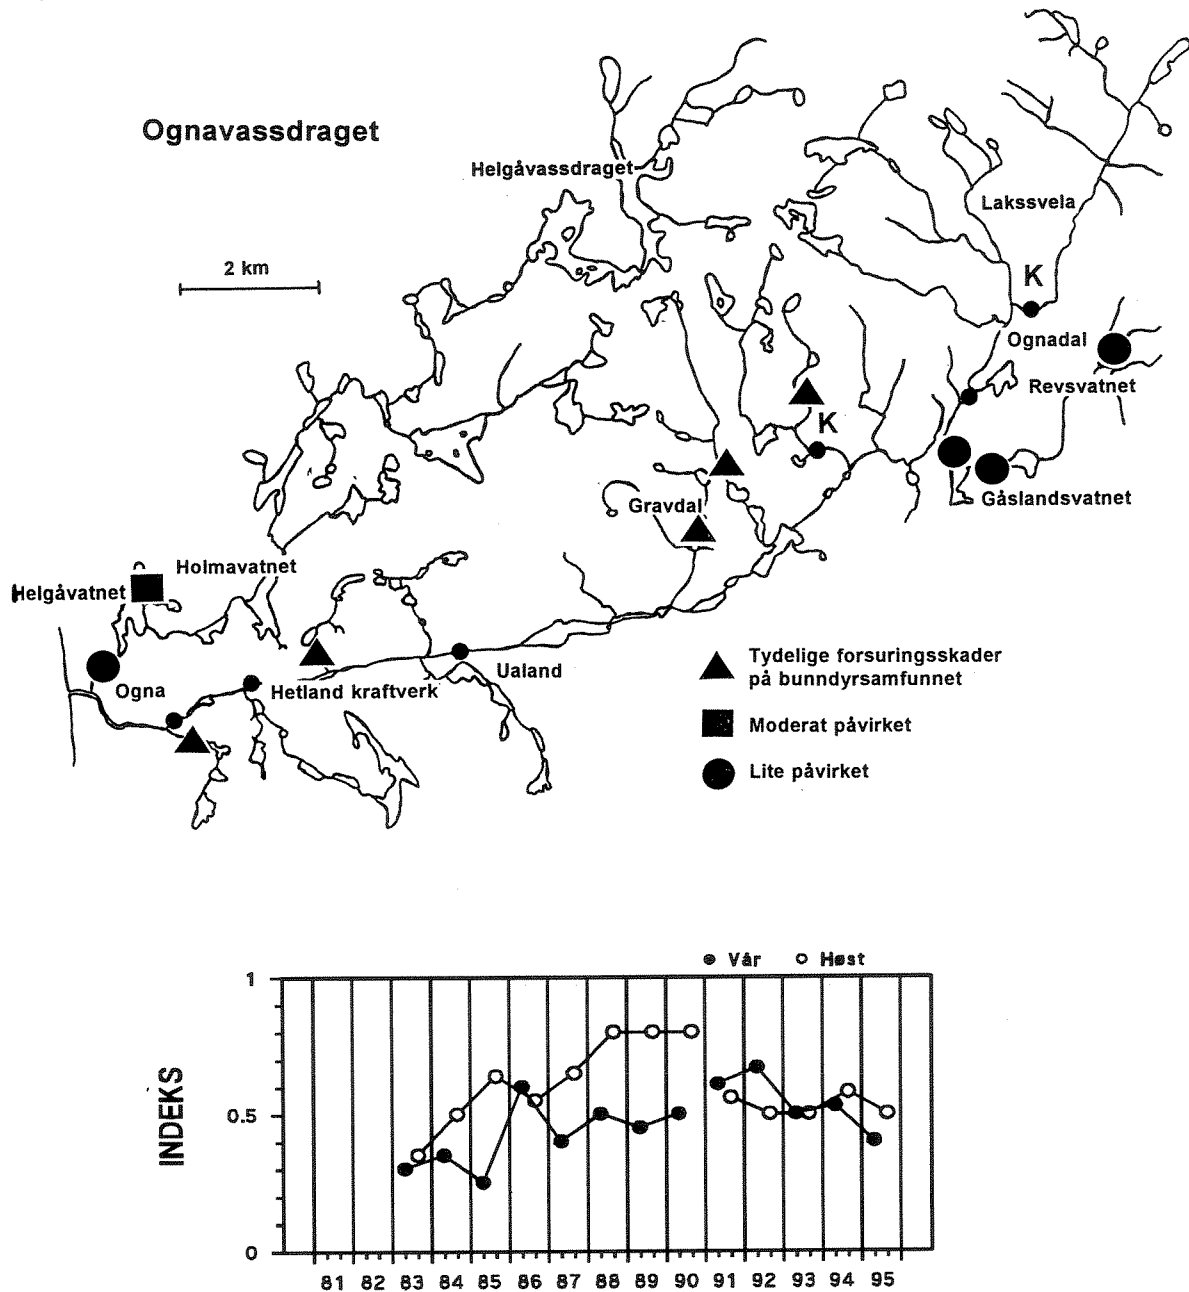 Ognavassdraget
Helgåvassdraget
Lakssvela
2 km
K
Ognadal
Revsvatnet
K
Gåslandsvatnet
Gravdal
Holmavatnet
Helgåvatnet
Ualand
Ogna
Hetland kraftverk
Tydelige forsuringsskader
på bunndyrsamfunnet
Moderat påvirket
Lite påvirket
Vår Høst
1
0.5
0
INDEKS
81 82 83 84 85 86 87 88 89 90 91 92 93 94 95